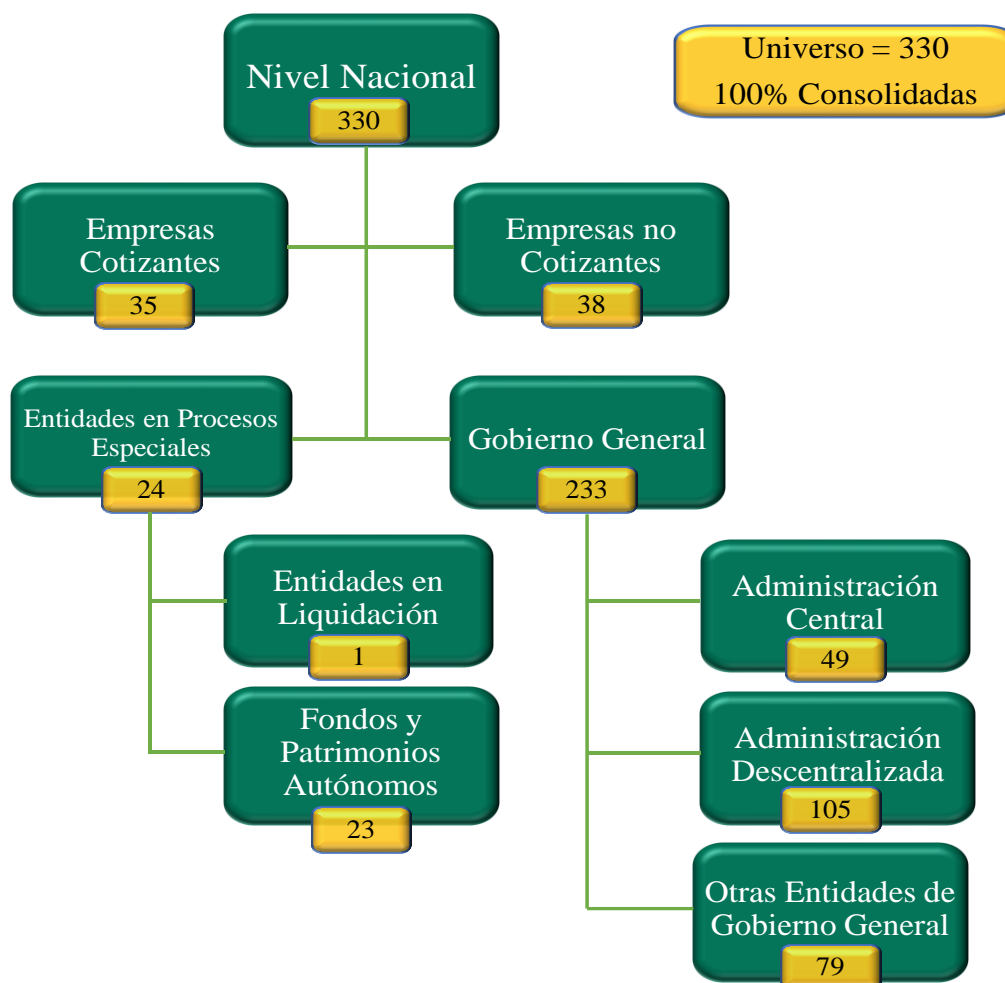 Nivel Nacional
330
Universo = 330
100% Consolidadas
Empresas
Cotizantes
35
Empresas no
Cotizantes
38
Entidades en Procesos
Especiales
24
Gobierno General
233
Entidades en
Liquidación
1
Fondos y
Patrimonios
Autónomos
23
Administración
Central
49
Administración
Descentralizada
105
Otras Entidades de
Gobierno General
79